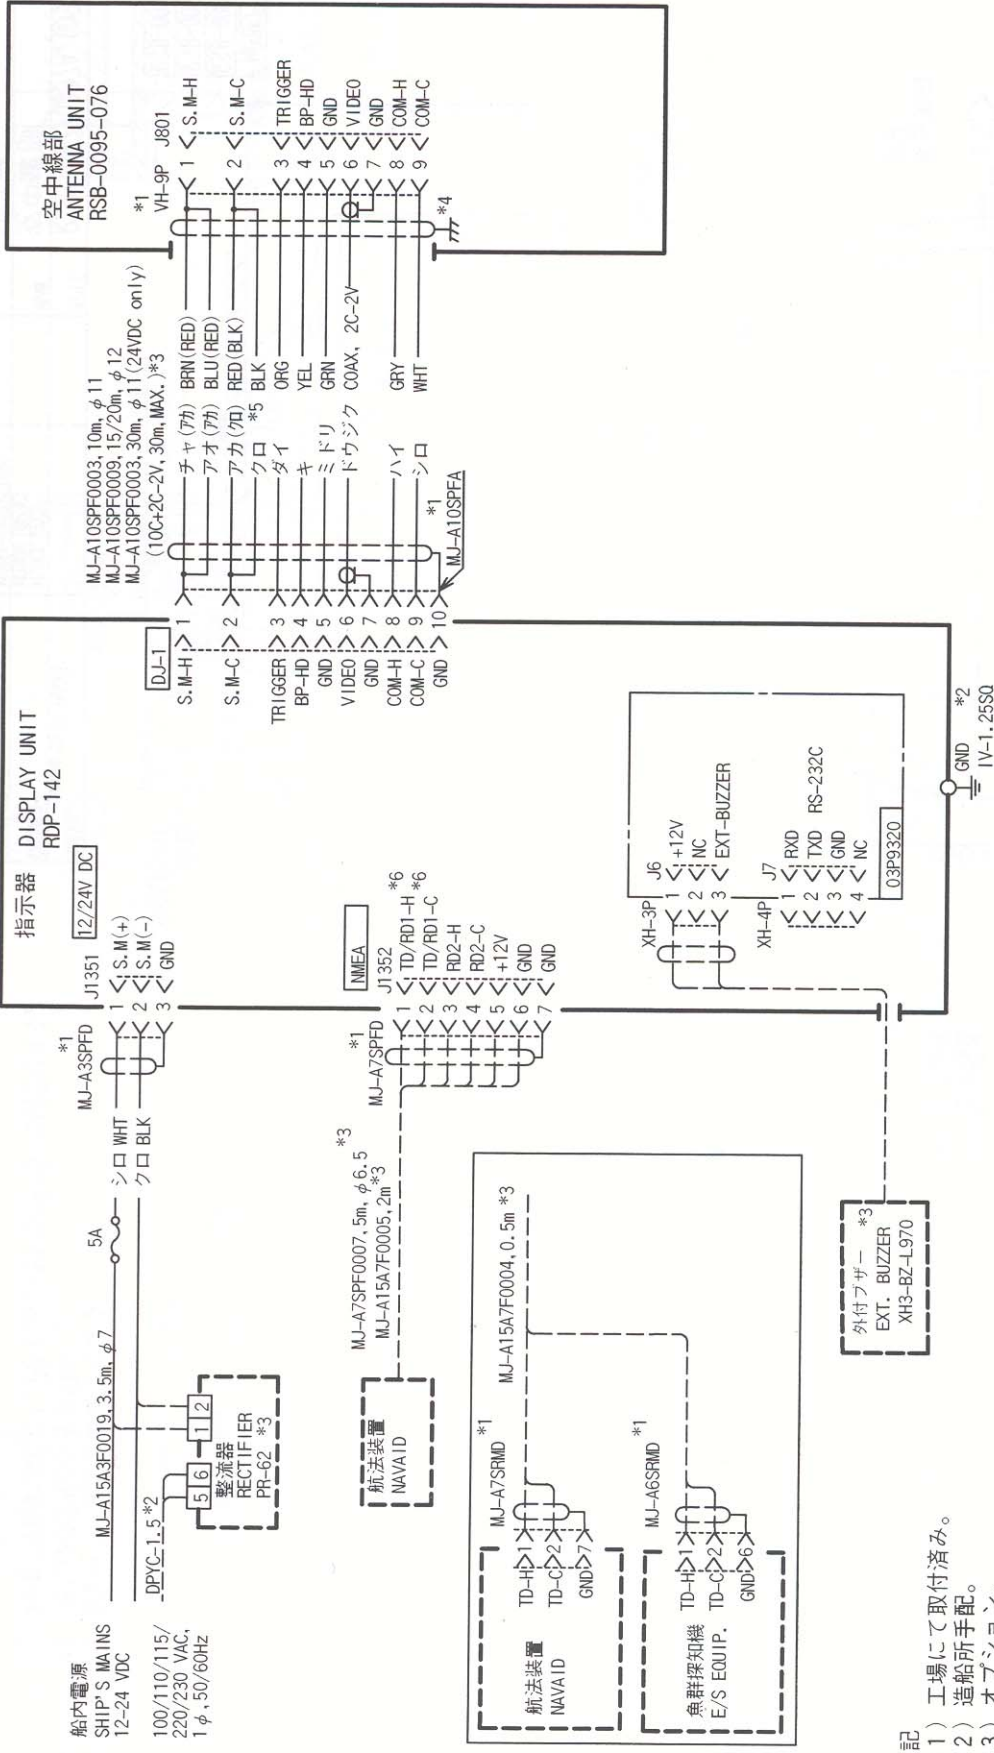 空中線部
ANTENNA UNIT
RSB-0095-076
*1
VH-9P J801
1 S.M-H
2 S.M-C
3 TRIGGER
4 BP-HD
5 GND
6 VIDEO
7 GND
8 COM-H
9 COM-C
*4
MJ-A10SPF0003,10m, φ11
MJ-A10SPF0009,15/20m, φ12
MJ-A10SPF0003,30m, φ11(24VDC only)
(10C+2C-2V,30m,MAX.)*3
チャ(アカ) BRN(RED)
アオ(アカ) BLU(RED)
アカ(クロ) RED(BLK)
クロ *5 BLK
ダイ ORG
キ YEL
ミドリ GRN
ドウジク COAX, 2C-2V
ハイ GRY
シロ WHT
*1
MJ-A10SPFA
指示器 DISPLAY UNIT
RDP-142
DJ-1
S.M-H 1
S.M-C 2
TRIGGER 3
BP-HD 4
GND 5
VIDEO 6
GND 7
COM-H 8
COM-C 9
GND 10
12/24V DC
*1
MJ-A3SPFD J1351
1 S.M(+)
2 S.M(-)
3 GND
シロ WHT
クロ BLK
5A
MJ-A15A3F0019,3.5m, φ7
船内電源
SHIP'S MAINS
12-24 VDC
100/110/115/
220/230 VAC,
1φ,50/60Hz
DPYC-1.5 *2
5 6 1 2
整流器
RECTIFIER
PR-62 *3
NMEA
*1
MJ-A7SPFD J1352
1 TD/RD1-H *6
2 TD/RD1-C *6
3 RD2-H
4 RD2-C
5 +12V
6 GND
7 GND
MJ-A7SPF0007,5m, φ6.5 *3
MJ-A15A7F0005,2m *3
航法装置
NAVAID
MJ-A15A7F0004,0.5m *3
MJ-A7SRMD *1
TD-H 1
TD-C 2
GND 7
航法装置
NAVAID
MJ-A6SRMD *1
TD-H 1
TD-C 2
GND 6
魚群探知機
E/S EQUIP.
XH-3P J6
1 +12V
2 NC
3 EXT-BUZZER
XH-4P J7
1 RXD
2 TXD RS-232C
3 GND
4 NC
03P9320
外付ブザー *3
EXT. BUZZER
XH3-BZ-L970
GND *2
IV-1.25SQ
記
1) 工場にて取付済み。
2) 造船所手配。
3) オプション